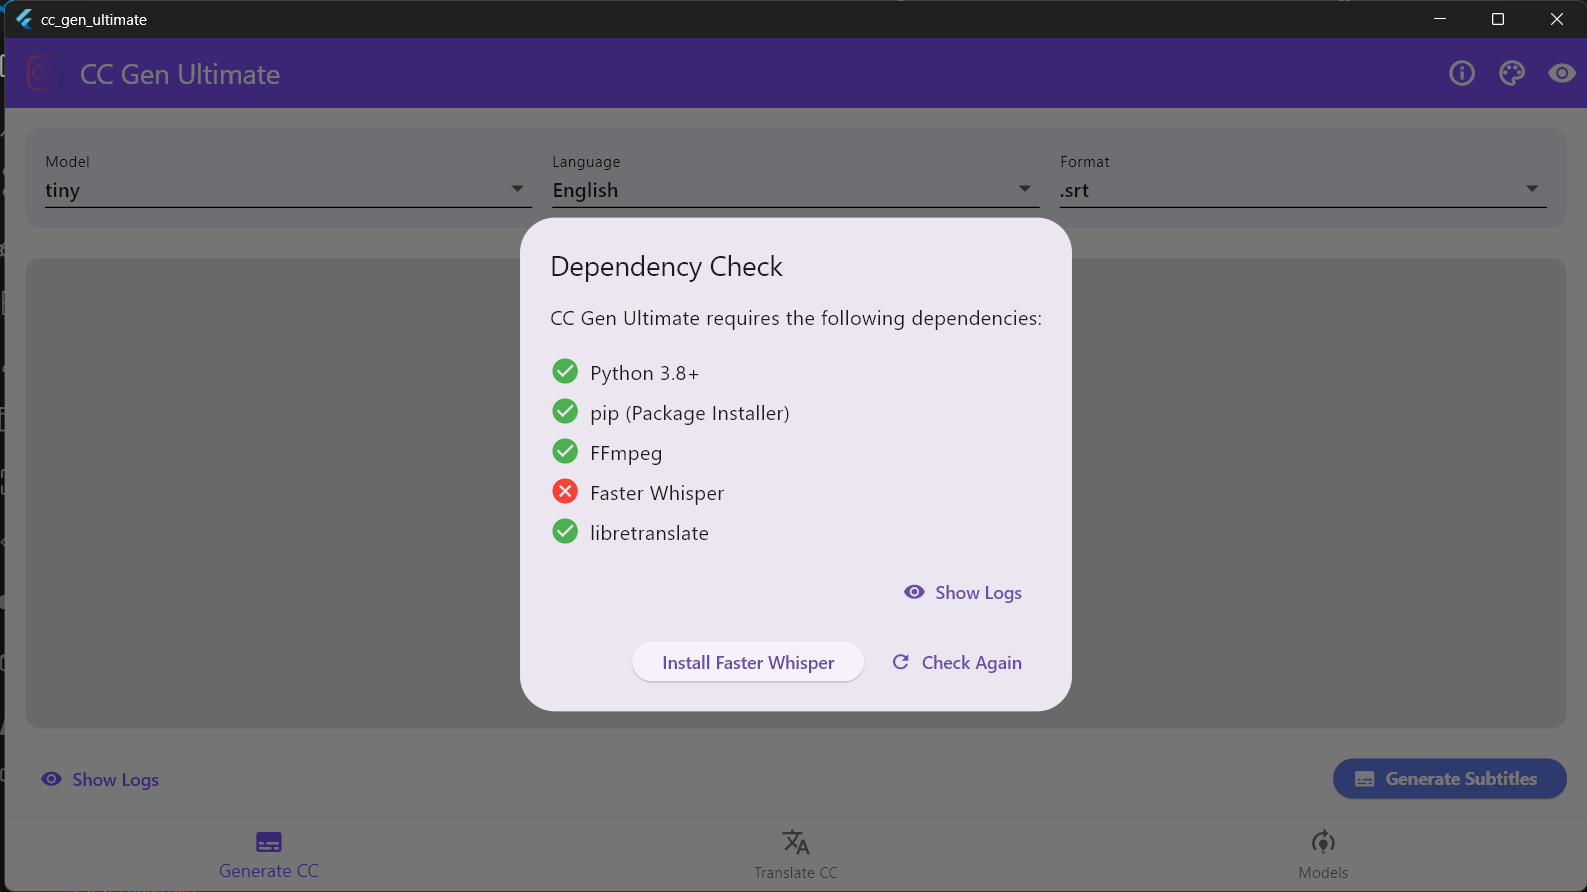 cc_gen_ultimate
CC Gen Ultimate
Model
Language
Format
tiny
English
.srt
Dependency Check
CC Gen Ultimate requires the following dependencies:
Python 3.8+
pip (Package Installer)
FFmpeg
Faster Whisper
libretranslate
Show Logs
Install Faster Whisper
Check Again
Show Logs
Generate Subtitles
Generate CC
Translate CC
Models